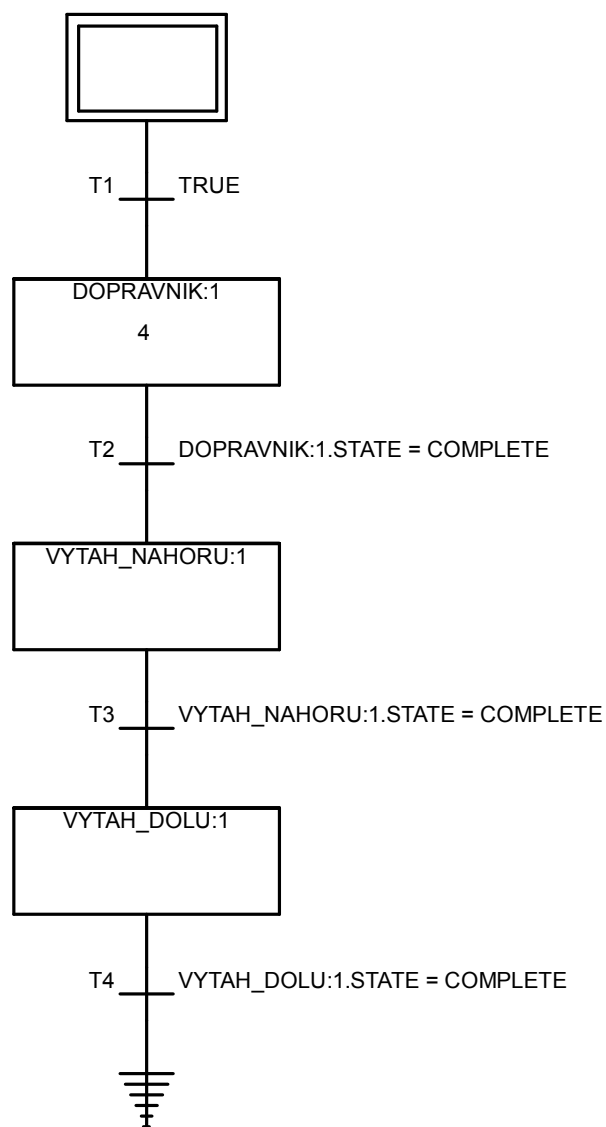 T1 TRUE
DOPRAVNIK:1
4
T2 DOPRAVNIK:1.STATE = COMPLETE
VYTAH_NAHORU:1
T3 VYTAH_NAHORU:1.STATE = COMPLETE
VYTAH_DOLU:1
T4 VYTAH_DOLU:1.STATE = COMPLETE